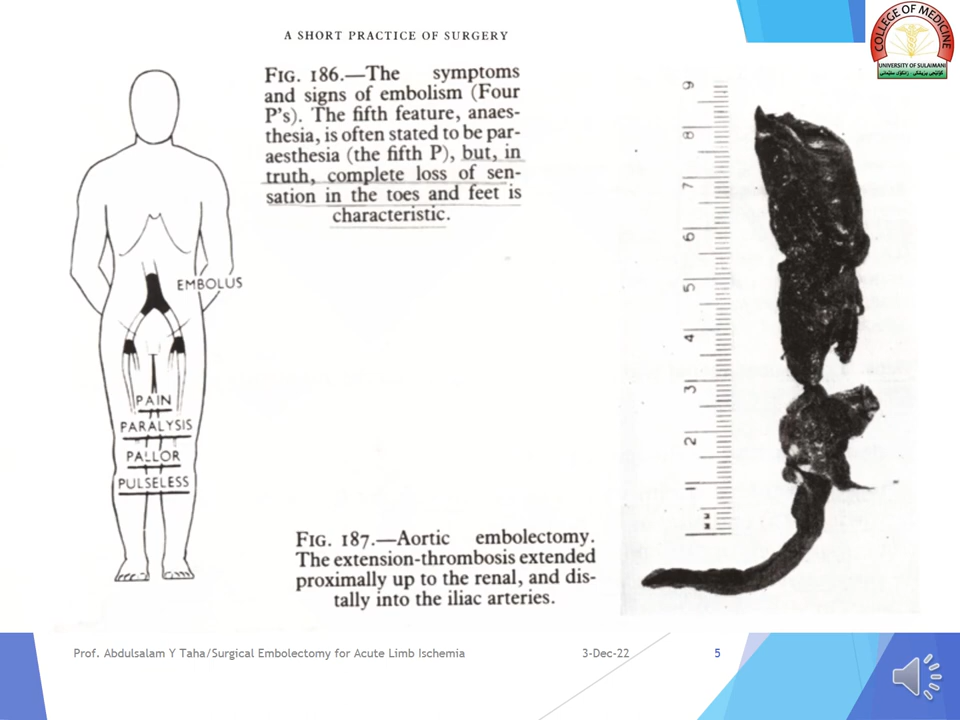 A SHORT PRACTICE OF SURGERY
COLLEGE OF MEDICINE
UNIVERSITY OF SULAIMANI
FIG. 186.—The symptoms
and signs of embolism (Four
P's). The fifth feature, anaes-
thesia, is often stated to be par-
aesthesia (the fifth P), but, in
truth, complete loss of sen-
sation in the toes and feet is
characteristic.
EMBOLUS
PAIN
PARALYSIS
PALLOR
PULSELESS
9
8
7
6
5
4
3
2
1
FIG. 187.—Aortic embolectomy.
The extension-thrombosis extended
proximally up to the renal, and dis-
tally into the iliac arteries.
Prof. Abdulsalam Y Taha/Surgical Embolectomy for Acute Limb Ischemia
3-Dec-22
5